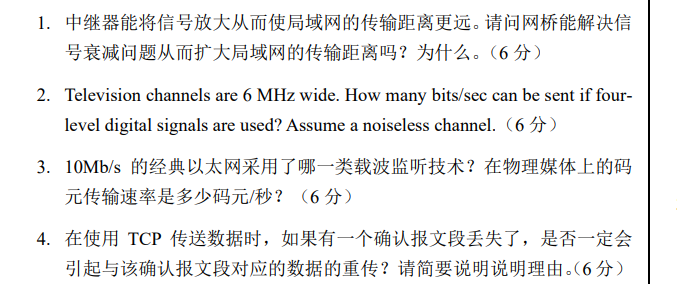 1. 中继器能将信号放大从而使局域网的传输距离更远。请问网桥能解决信
号衰减问题从而扩大局域网的传输距离吗？为什么。（6 分）
2. Television channels are 6 MHz wide. How many bits/sec can be sent if four-
level digital signals are used? Assume a noiseless channel.（6 分）
3. 10Mb/s 的经典以太网采用了哪一类载波监听技术？在物理媒体上的码
元传输速率是多少码元/秒？（6 分）
4. 在使用 TCP 传送数据时，如果有一个确认报文段丢失了，是否一定会
引起与该确认报文段对应的数据的重传？请简要说明说明理由。（6 分）